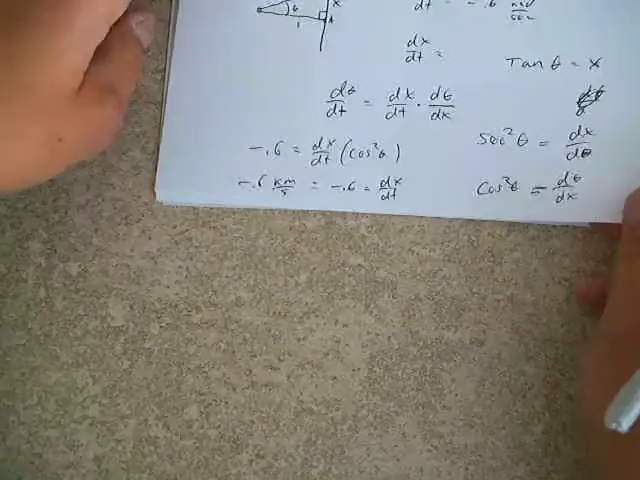 x
θ
1 A
dx/dt =
Tan θ = x
dθ/dt = dx/dt · dθ/dx
sec²θ = dx/dθ
-.6 = dx/dt (cos²θ)
-.6 km/s = -.6 = dx/dt
cos²θ = dθ/dx